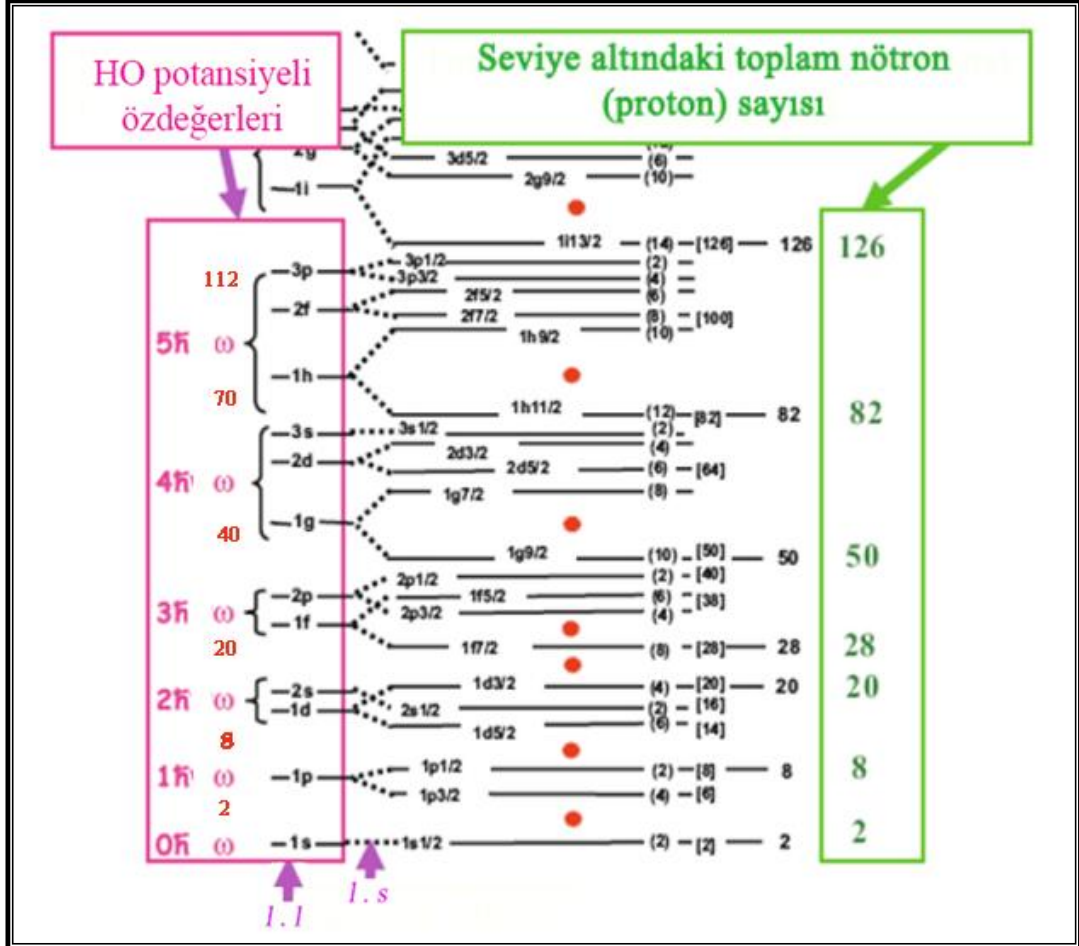 HO potansiyeli
özdeğerleri
Seviye altındaki toplam nötron
(proton) sayısı
3d5/2 (6)
2g9/2 (10)
1i
1i13/2 (14) [126] 126 126
3p 3p1/2 (2)
112
3p3/2 (4)
2f 2f5/2 (6)
2f7/2 (8) [100]
5ħ ω 1h9/2 (10)
1h
70
1h11/2 (12) [82] 82 82
3s 3s1/2 (2)
2d 2d3/2 (4)
2d5/2 (6) [64]
4ħ ω 1g7/2 (8)
1g
40
1g9/2 (10) [50] 50 50
2p1/2 (2) [40]
2p 1f5/2 (6) [38]
3ħ ω 2p3/2 (4)
1f
20 1f7/2 (8) [28] 28 28
2s 1d3/2 (4) [20] 20 20
2ħ ω 1d 2s1/2 (2) [16]
1d5/2 (6) [14]
8
1p1/2 (2) [8] 8 8
1ħ ω 1p
1p3/2 (4) [6]
2
0ħ ω 1s 1s1/2 (2) [2] 2 2
l.l l.s